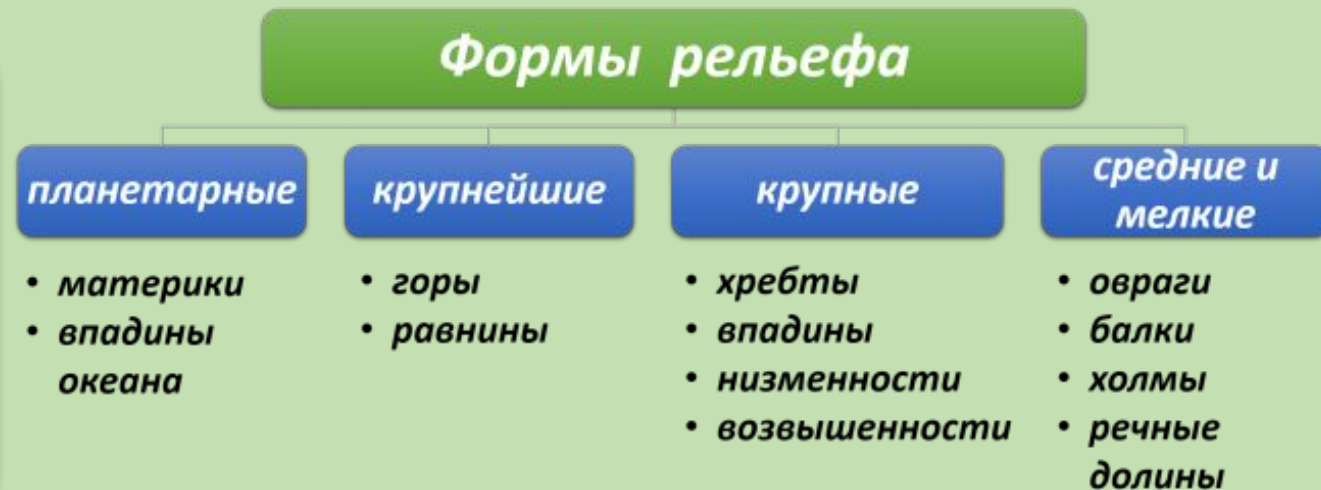 Формы рельефа
планетарные
• материки
• впадины
океана
крупнейшие
• горы
• равнины
крупные
• хребты
• впадины
• низменности
• возвышенности
средние и
мелкие
• овраги
• балки
• холмы
• речные
долины